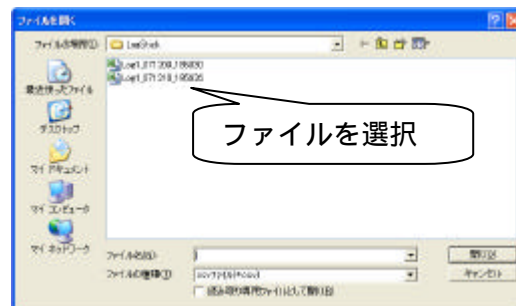 ファイルを開く
ファイルの場所(I):
LogStick
最近使ったファイル
デスクトップ
マイ ドキュメント
マイ コンピュータ
マイ ネットワーク
ファイルを選択
ファイル名(N):
開く(O)
ファイルの種類(T):
キャンセル
読み取り専用ファイルとして開く(R)